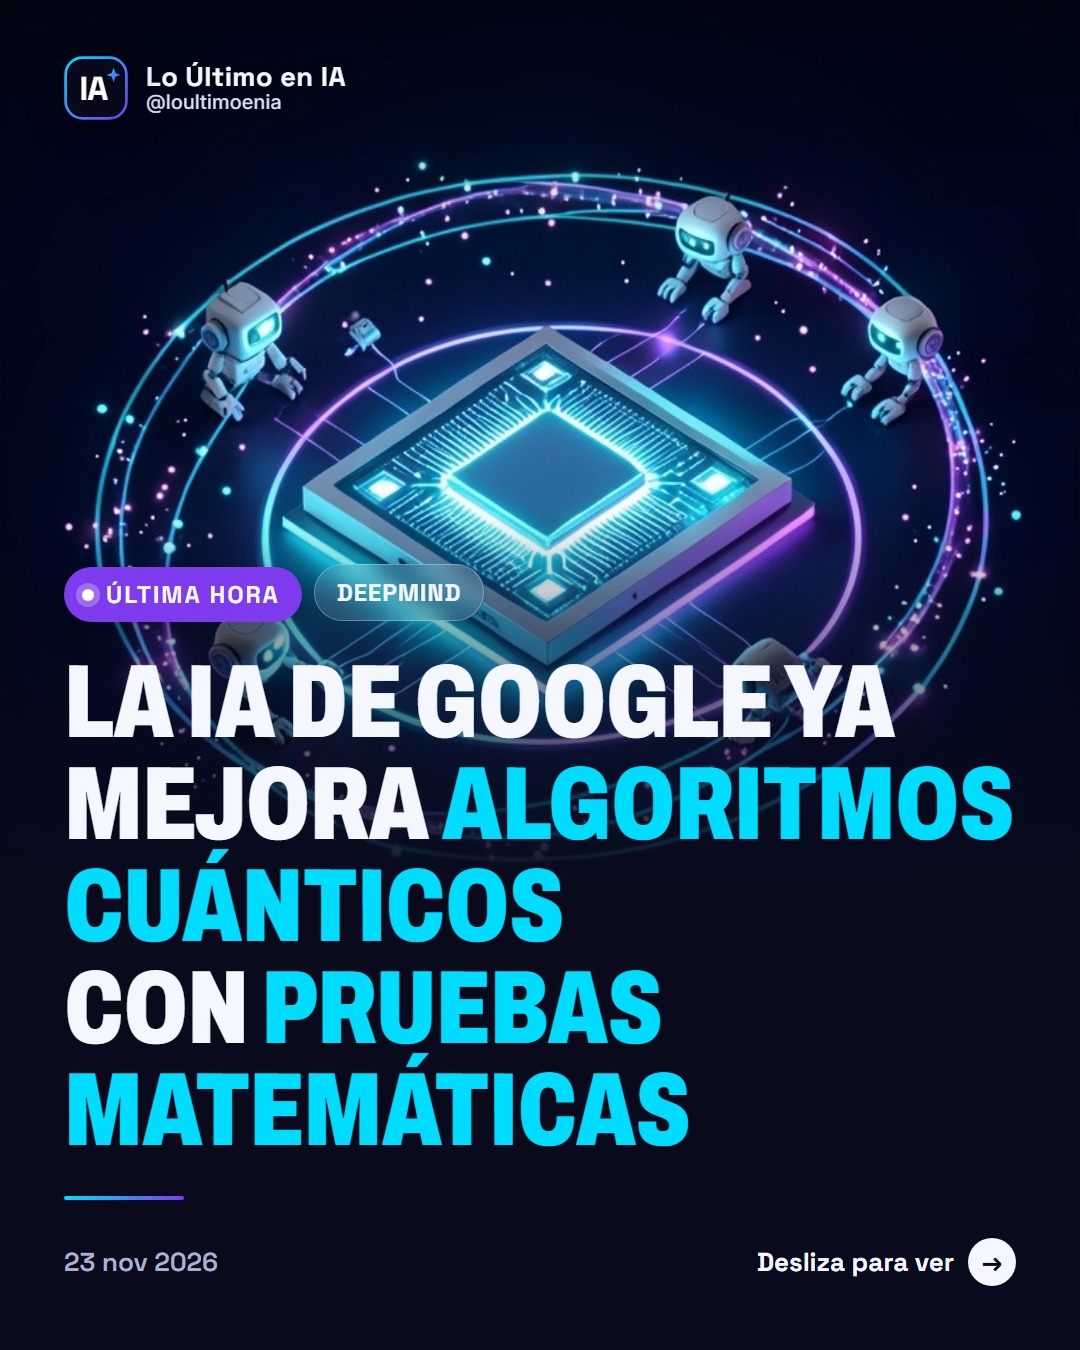 IA
Lo Último en IA
@loultimoenia
ÚLTIMA HORA
DEEPMIND
LA IA DE GOOGLE YA
MEJORA ALGORITMOS
CUÁNTICOS
CON PRUEBAS
MATEMÁTICAS
23 nov 2026
Desliza para ver →